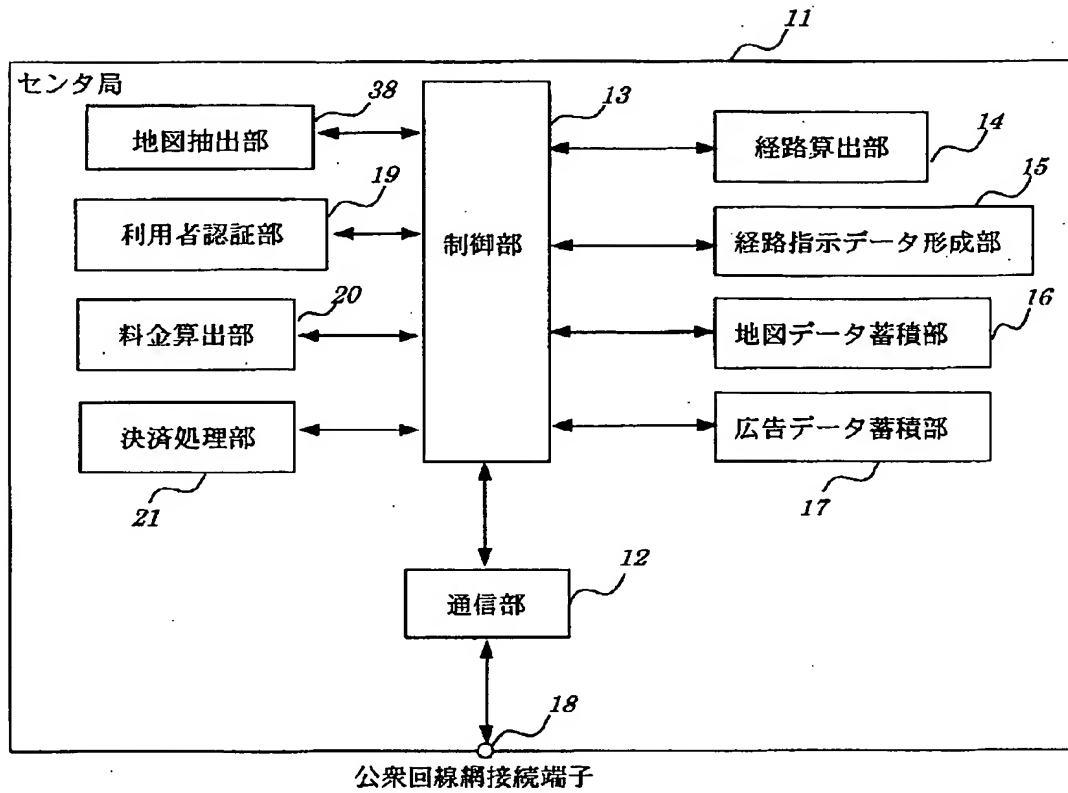 11
センタ局
38
地図抽出部
13
制御部
経路算出部
14
19
利用者認証部
15
経路指示データ形成部
20
料金算出部
16
地図データ蓄積部
決済処理部
21
広告データ蓄積部
17
12
通信部
18
公衆回線網接続端子